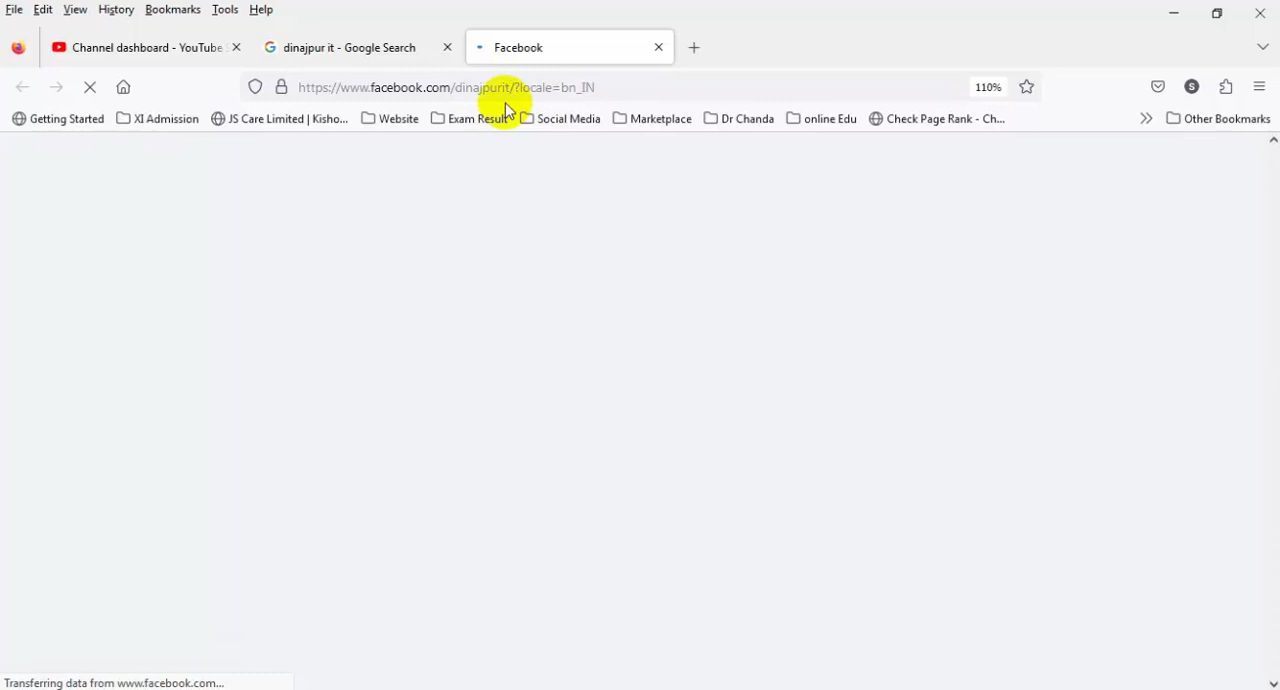 File Edit View History Bookmarks Tools Help
Channel dashboard - YouTube S dinajpur it - Google Search Facebook
https://www.facebook.com/dinajpurit/?locale=bn_IN 110% S
Getting Started XI Admission JS Care Limited | Kisho... Website Exam Result Social Media Marketplace Dr Chanda online Edu Check Page Rank - Ch... Other Bookmarks
Transferring data from www.facebook.com...